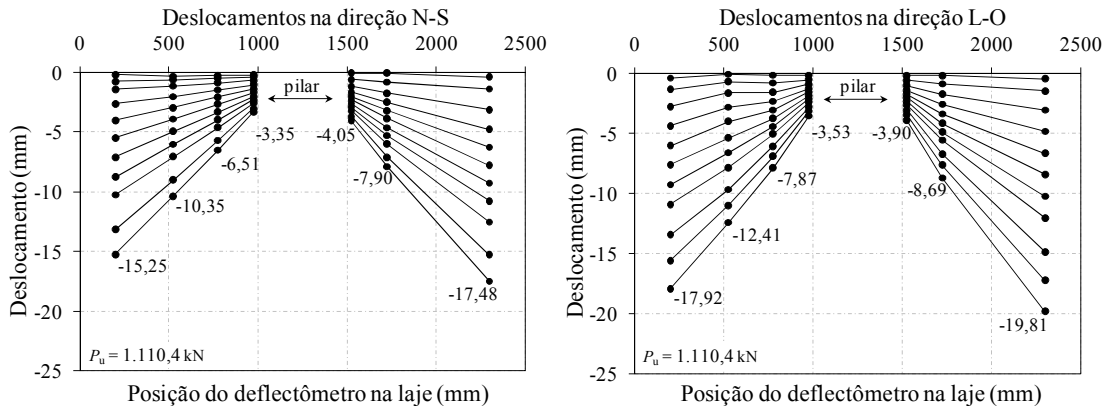 Deslocamentos na direção N-S
0 500 1000 1500 2000 2500
0
-5
-10
-15
-20
-25
Deslocamento (mm)
pilar
-3,35
-4,05
-6,51
-7,90
-10,35
-15,25
-17,48
Pu = 1.110,4 kN
Posição do deflectômetro na laje (mm)
Deslocamentos na direção L-O
0 500 1000 1500 2000 2500
0
-5
-10
-15
-20
-25
Deslocamento (mm)
pilar
-3,53
-3,90
-7,87
-8,69
-12,41
-17,92
-19,81
Pu = 1.110,4 kN
Posição do deflectômetro na laje (mm)